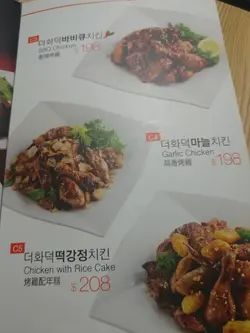 C3 더화덕바비큐치킨
BBQ Chicken
$198
C4
더화덕마늘치킨
Garlic Chicken
蒜香烤雞 $198
C5
더화덕떡강정치킨
Chicken with Rice Cake
烤雞配年糕
$208